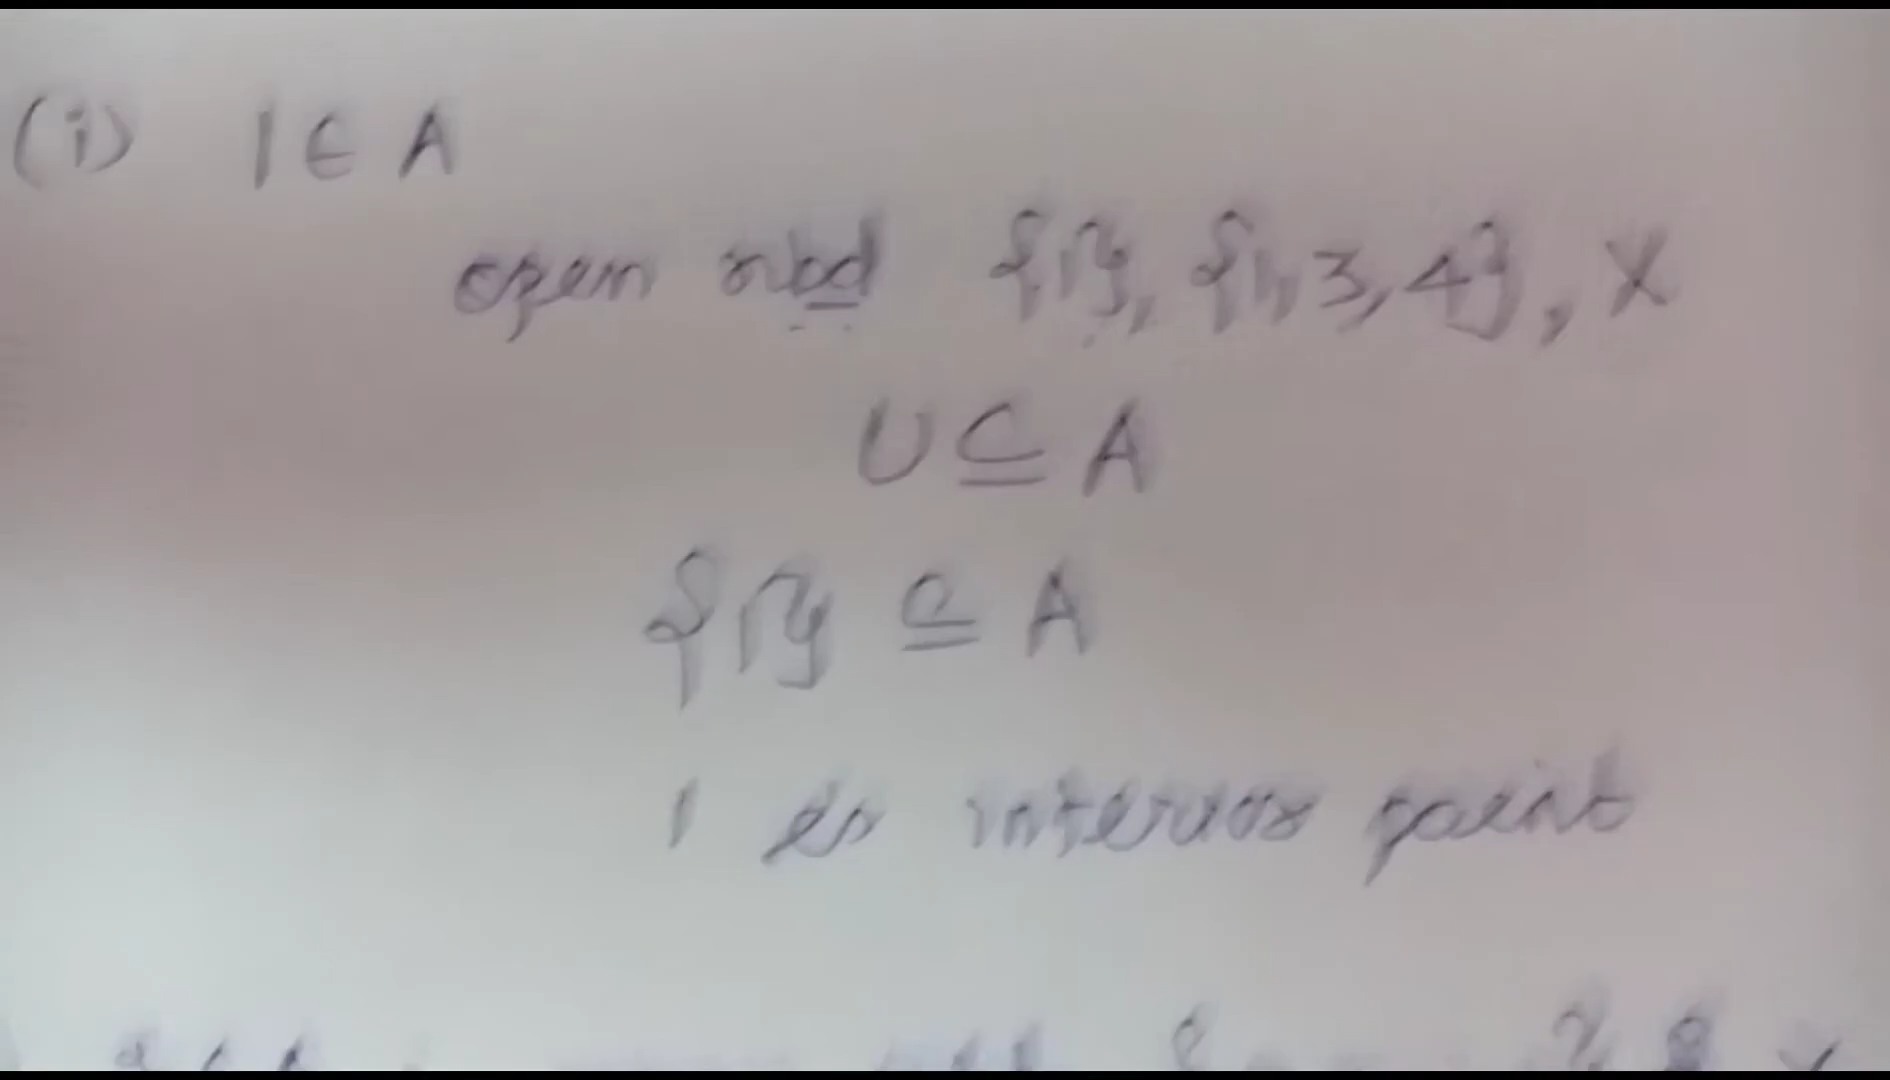 (i) 1 ∈ A
open nbd {1}, {1,3,4}, X
U ⊆ A
{1} ⊆ A
1 is interior point